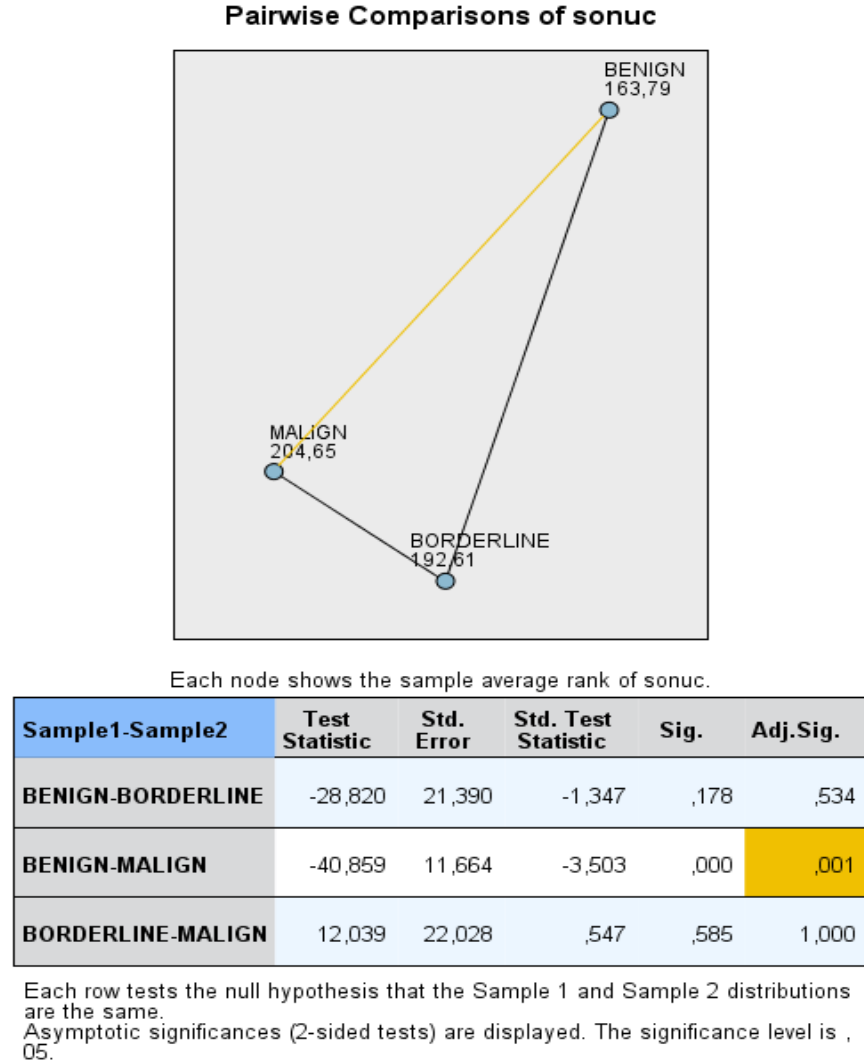 Pairwise Comparisons of sonuc
BENIGN
163,79
MALIGN
204,65
BORDERLINE
192,61
Each node shows the sample average rank of sonuc.
Sample1-Sample2 Test Statistic Std. Error Std. Test Statistic Sig. Adj.Sig.
BENIGN-BORDERLINE -28,820 21,390 -1,347 ,178 ,534
BENIGN-MALIGN -40,859 11,664 -3,503 ,000 ,001
BORDERLINE-MALIGN 12,039 22,028 ,547 ,585 1,000
Each row tests the null hypothesis that the Sample 1 and Sample 2 distributions
are the same.
Asymptotic significances (2-sided tests) are displayed. The significance level is ,
05.